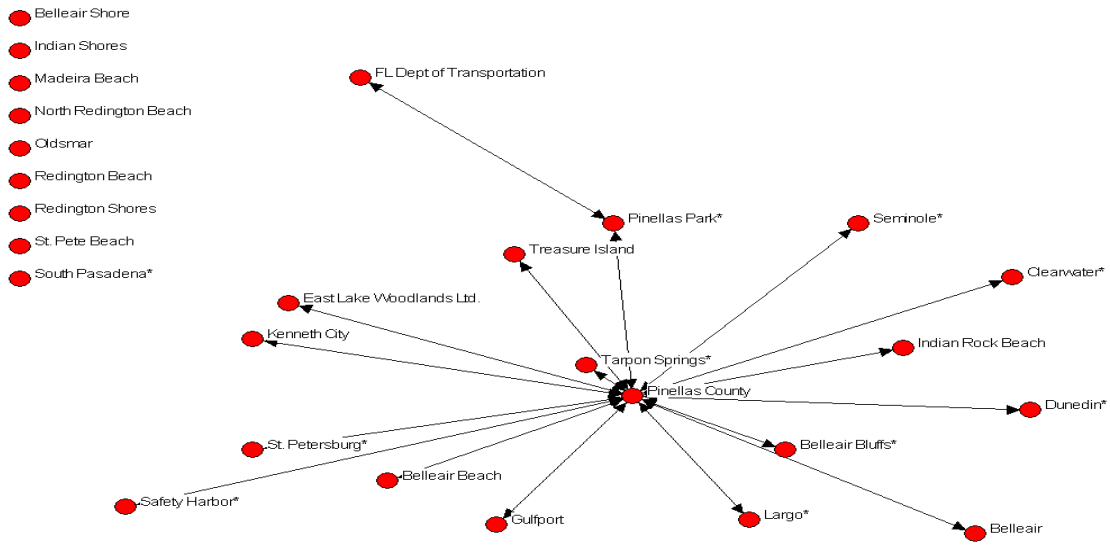 Belleair Shore
Indian Shores
Madeira Beach
North Redington Beach
Oldsmar
Redington Beach
Redington Shores
St. Pete Beach
South Pasadena*
FL Dept of Transportation
Pinellas Park*
Seminole*
Treasure Island
Clearwater*
East Lake Woodlands Ltd.
Kenneth City
Indian Rock Beach
Tarpon Springs*
Pinellas County
Dunedin*
St. Petersburg*
Belleair Bluffs*
Belleair Beach
Safety Harbor*
Largo*
Gulfport
Belleair